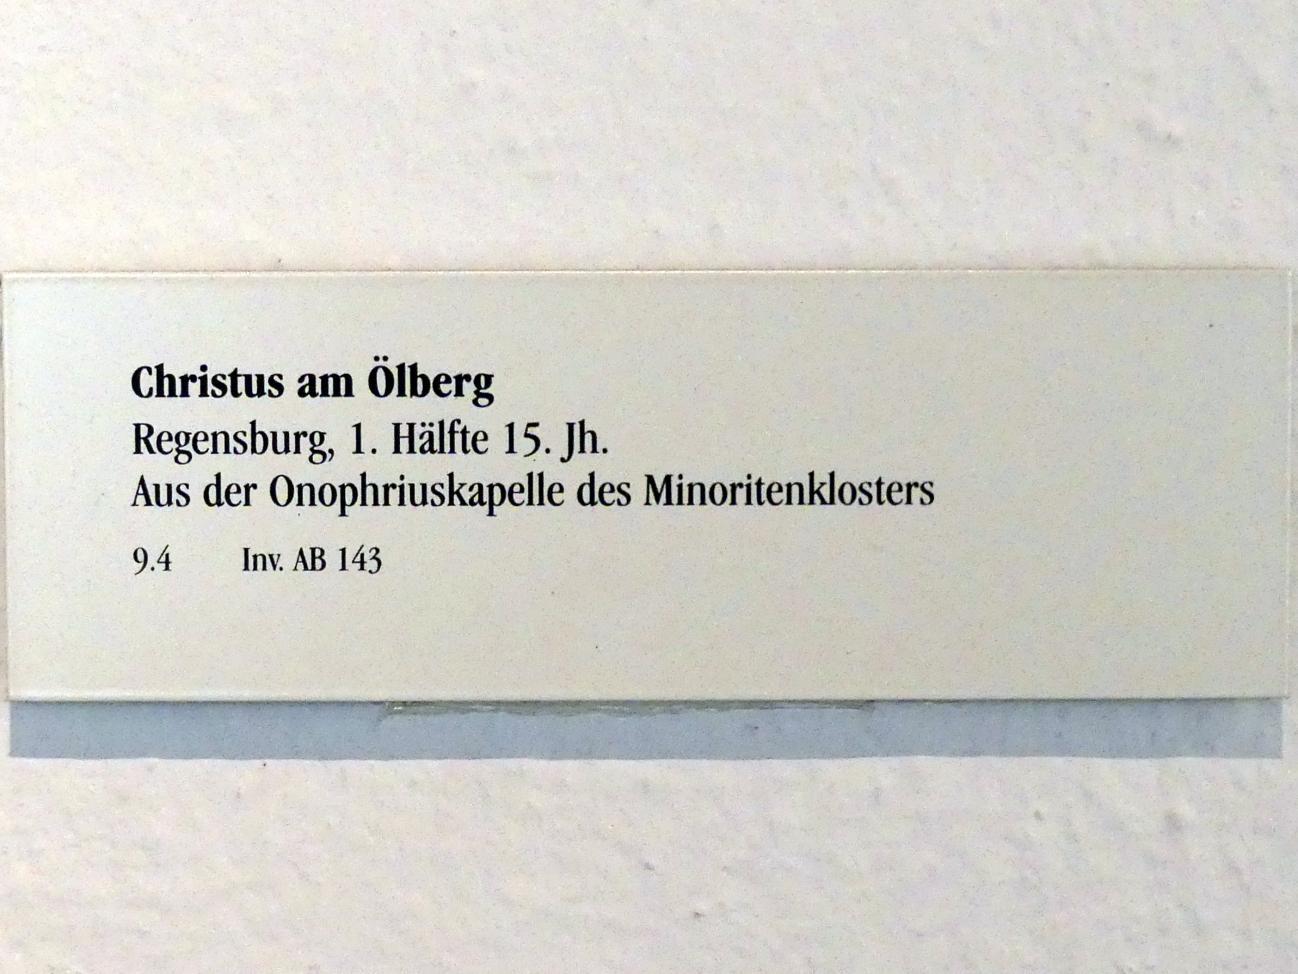 Christus am Ölberg
Regensburg, 1. Hälfte 15. Jh.
Aus der Onophriuskapelle des Minoritenklosters
9.4 Inv. AB 143